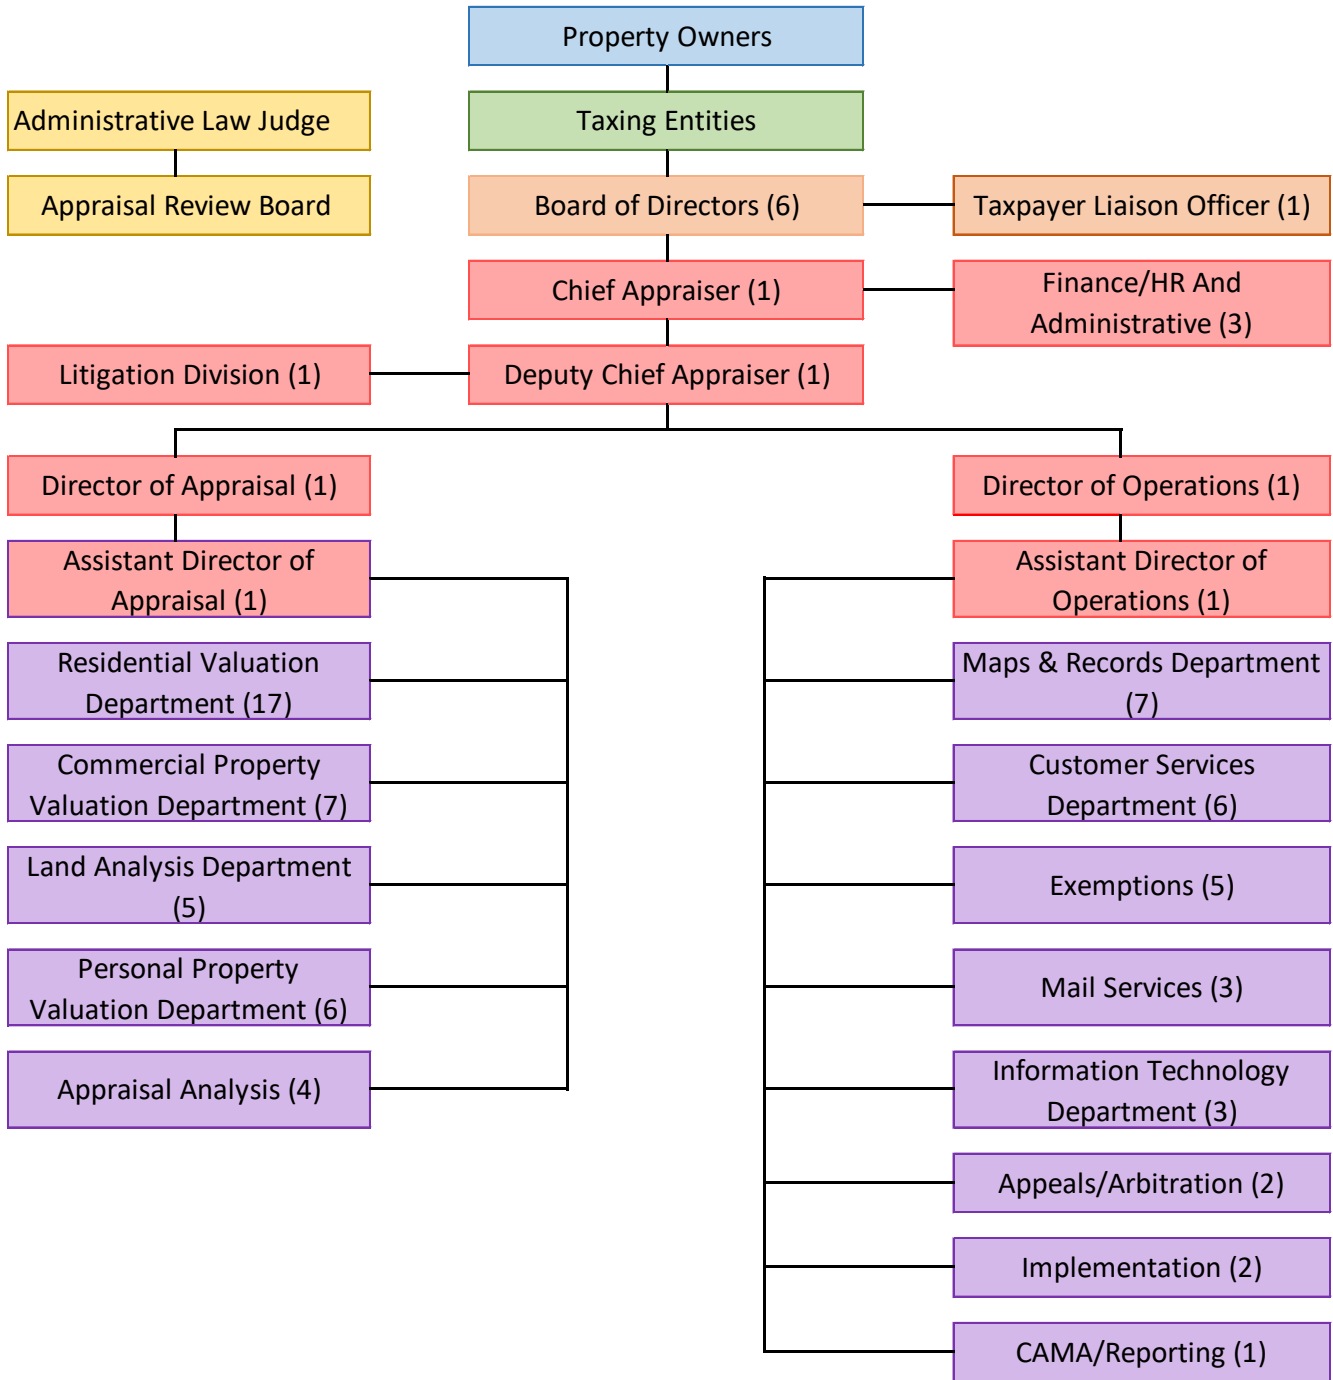 Property Owners
Administrative Law Judge
Taxing Entities
Appraisal Review Board
Board of Directors (6)
Taxpayer Liaison Officer (1)
Chief Appraiser (1)
Finance/HR And
Administrative (3)
Litigation Division (1)
Deputy Chief Appraiser (1)
Director of Appraisal (1)
Director of Operations (1)
Assistant Director of
Appraisal (1)
Assistant Director of
Operations (1)
Residential Valuation
Department (17)
Maps & Records Department
(7)
Commercial Property
Valuation Department (7)
Customer Services
Department (6)
Land Analysis Department
(5)
Exemptions (5)
Personal Property
Valuation Department (6)
Mail Services (3)
Appraisal Analysis (4)
Information Technology
Department (3)
Appeals/Arbitration (2)
Implementation (2)
CAMA/Reporting (1)